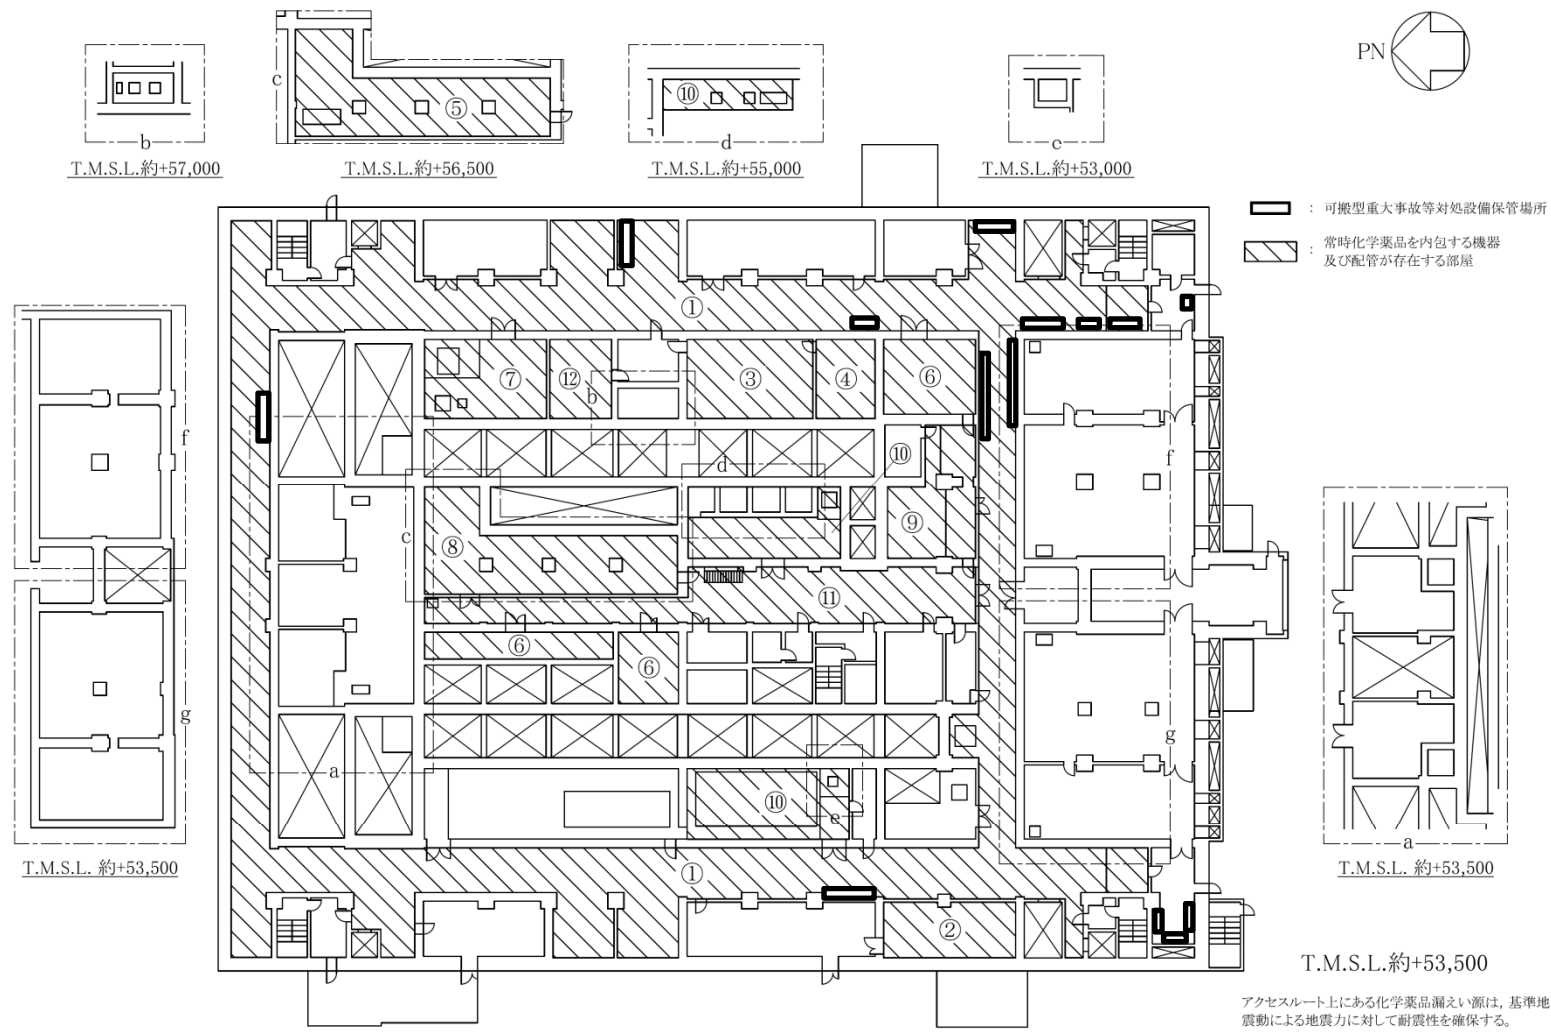 PN
c
⑤
⑩
b
T.M.S.L.約+57,000
T.M.S.L.約+56,500
d
T.M.S.L.約+55,000
c
T.M.S.L.約+53,000
： 可搬型重大事故等対処設備保管場所
： 常時化学薬品を内包する機器
及び配管が存在する部屋
①
⑦
⑫
b
③
④
⑥
f
d
⑩
f
c
⑧
⑨
⑪
⑥
⑥
g
a
g
⑩
e
a
T.M.S.L. 約+53,500
T.M.S.L. 約+53,500
①
②
T.M.S.L.約+53,500
アクセスルート上にある化学薬品漏えい源は，基準地
震動による地震力に対して耐震性を確保する。